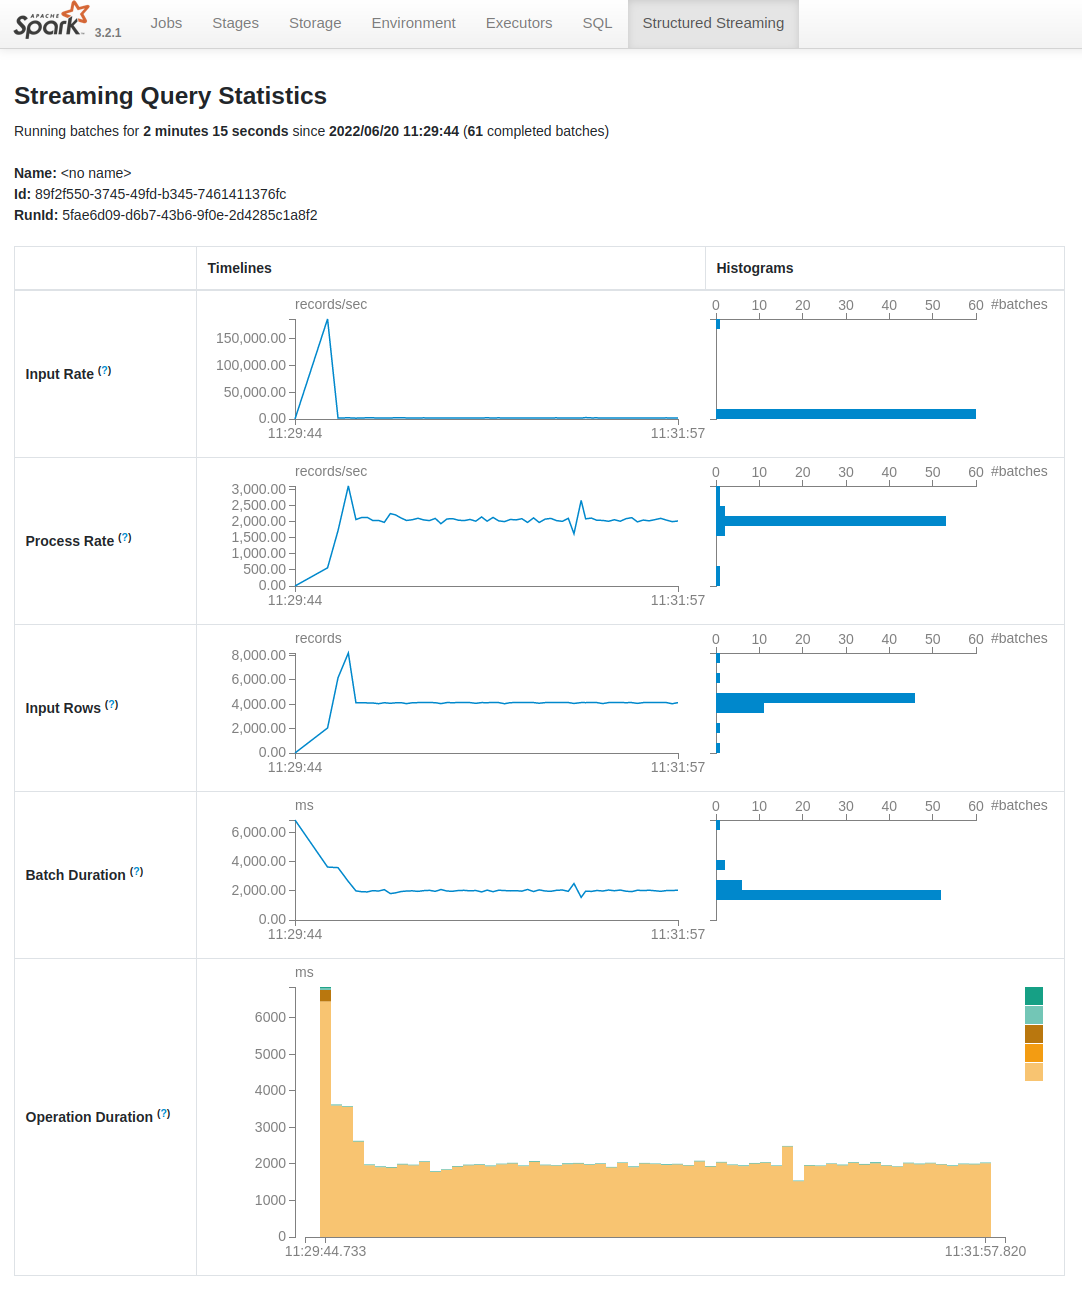 APACHE
Spark 3.2.1 Jobs Stages Storage Environment Executors SQL Structured Streaming
Streaming Query Statistics
Running batches for 2 minutes 15 seconds since 2022/06/20 11:29:44 (61 completed batches)
Name: <no name>
Id: 89f2f550-3745-49fd-b345-7461411376fc
RunId: 5fae6d09-d6b7-43b6-9f0e-2d4285c1a8f2
Timelines Histograms
Input Rate (?)
records/sec
150,000.00
100,000.00
50,000.00
0.00
11:29:44 11:31:57
0 10 20 30 40 50 60 #batches
Process Rate (?)
records/sec
3,000.00
2,500.00
2,000.00
1,500.00
1,000.00
500.00
0.00
11:29:44 11:31:57
0 10 20 30 40 50 60 #batches
Input Rows (?)
records
8,000.00
6,000.00
4,000.00
2,000.00
0.00
11:29:44 11:31:57
0 10 20 30 40 50 60 #batches
Batch Duration (?)
ms
6,000.00
4,000.00
2,000.00
0.00
11:29:44 11:31:57
0 10 20 30 40 50 60 #batches
Operation Duration (?)
ms
6000
5000
4000
3000
2000
1000
0
11:29:44.733 11:31:57.820